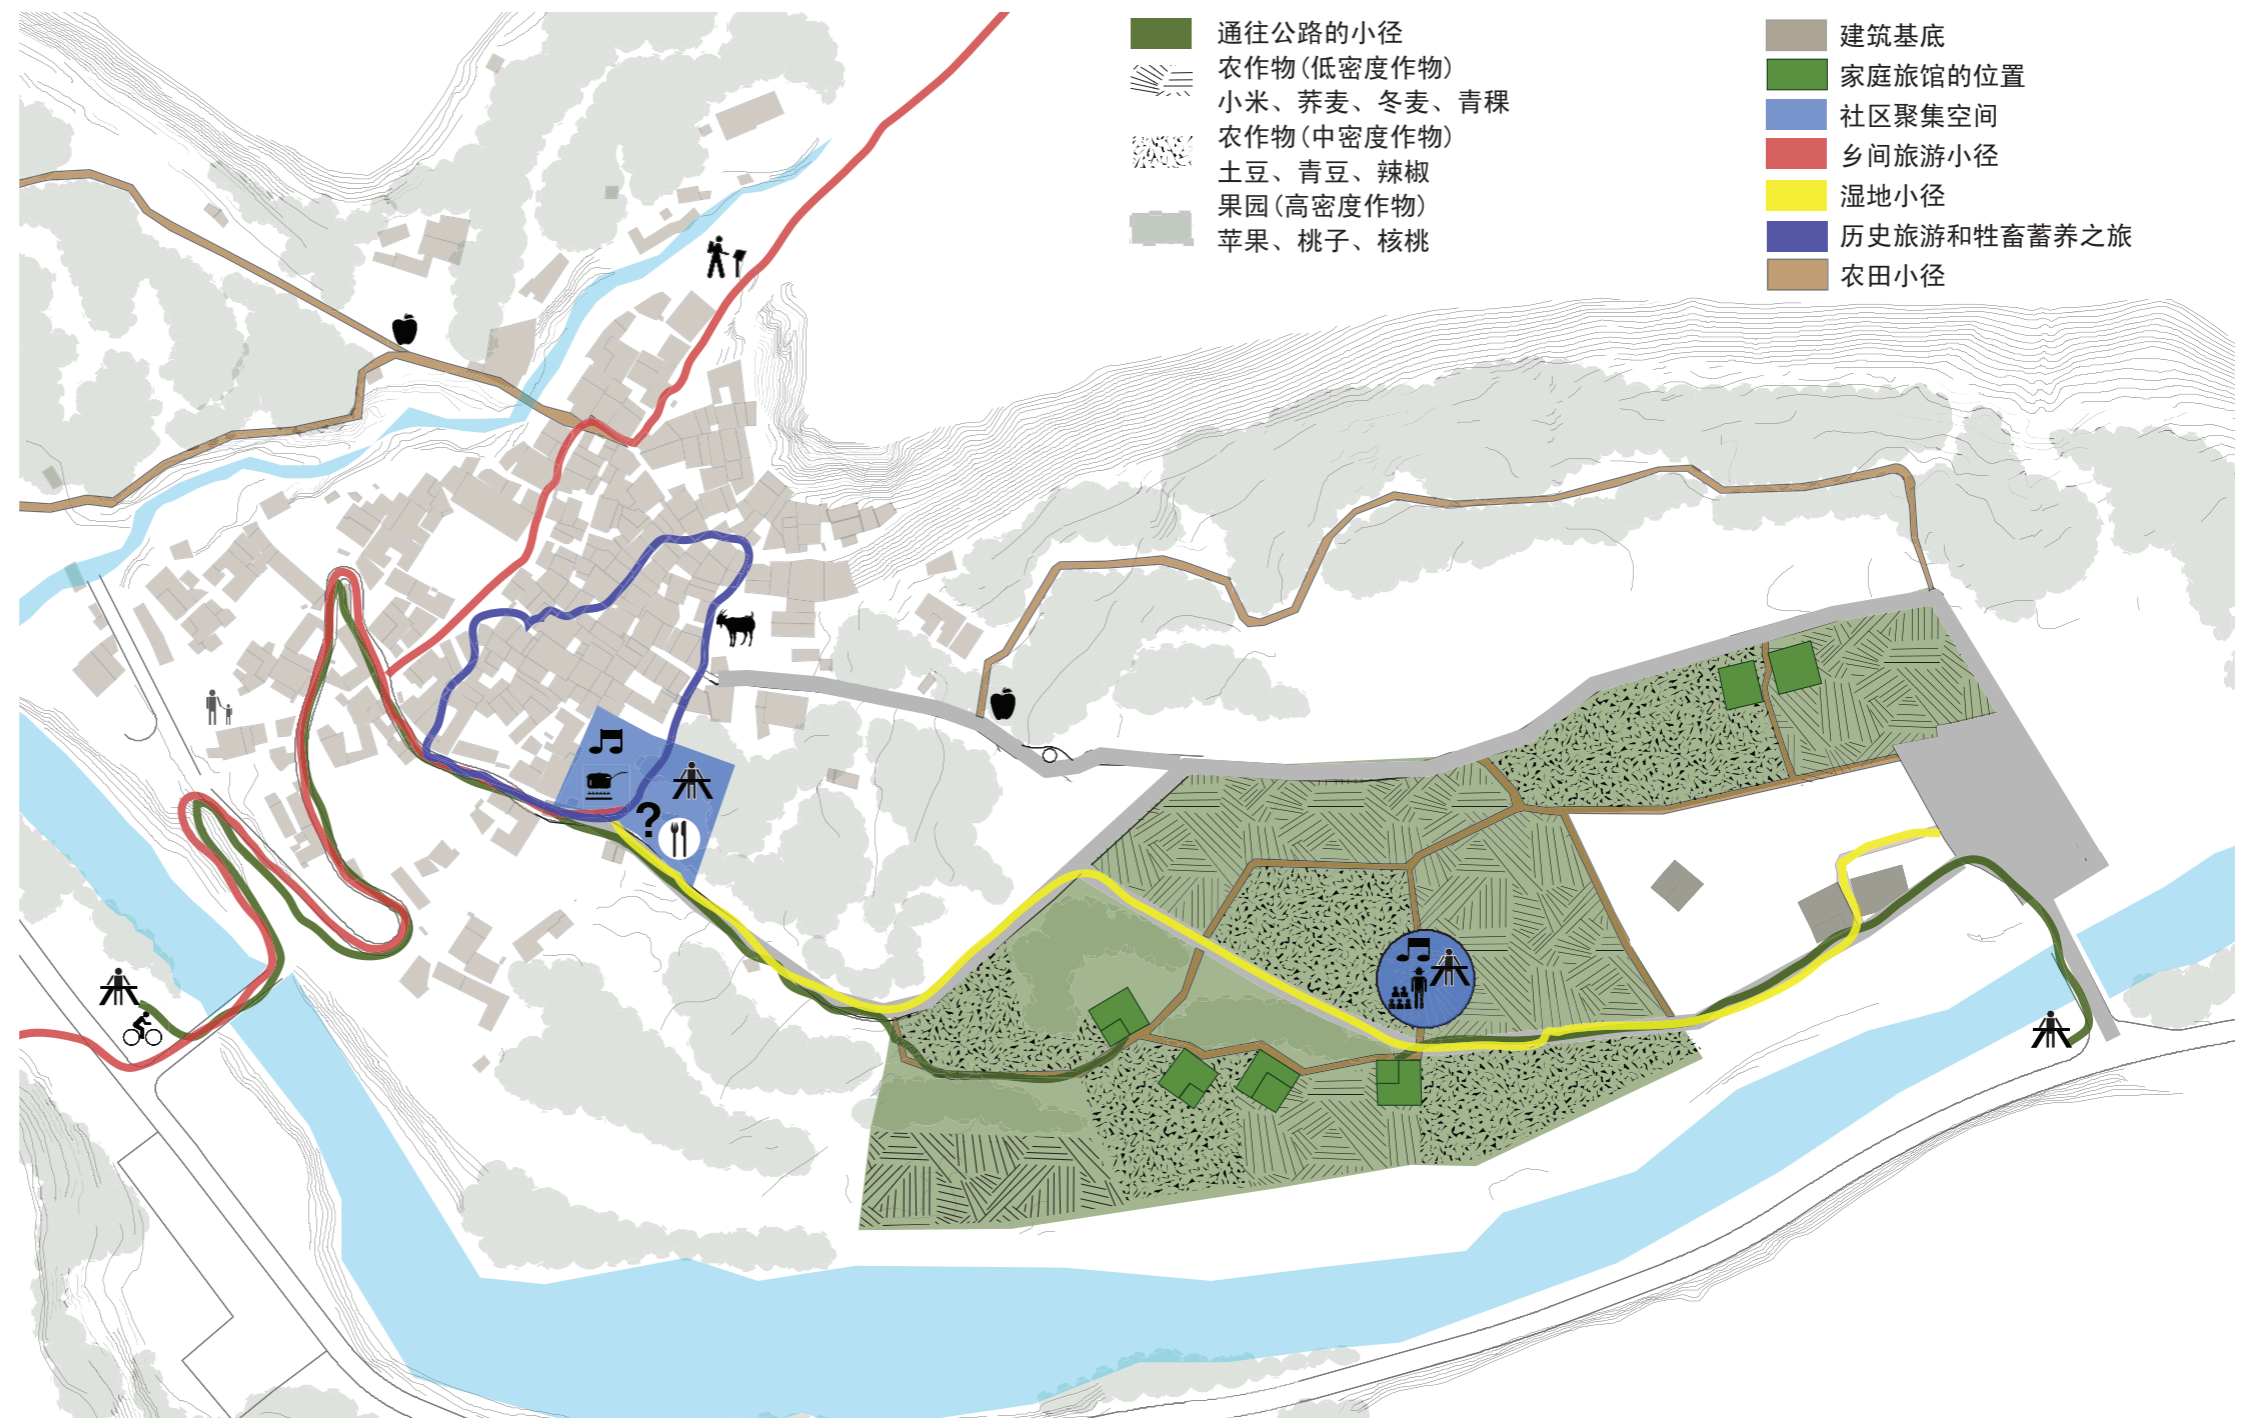 通往公路的小径
农作物(低密度作物)
小米、荞麦、冬麦、青稞
农作物(中密度作物)
土豆、青豆、辣椒
果园(高密度作物)
苹果、桃子、核桃
建筑基底
家庭旅馆的位置
社区聚集空间
乡间旅游小径
湿地小径
历史旅游和牲畜蓄养之旅
农田小径
?